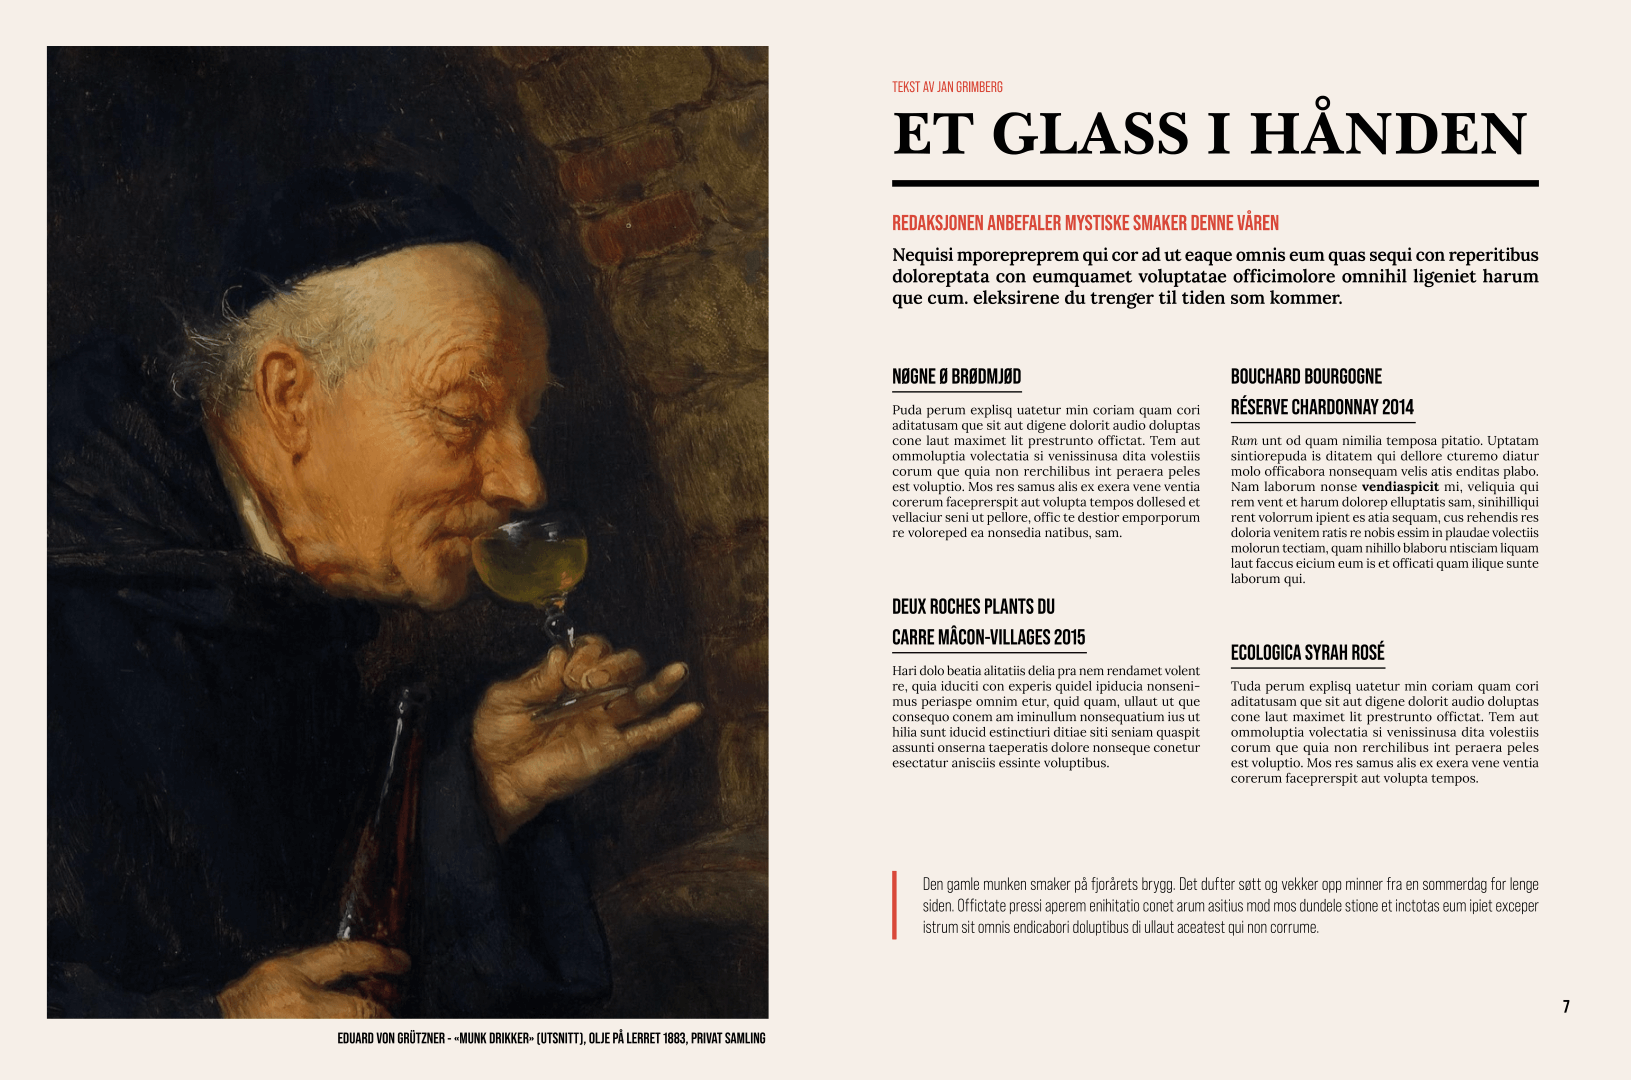 TEKST AV JAN GRIMBERG
ET GLASS I HÅNDEN
REDAKSJONEN ANBEFALER MYSTISKE SMAKER DENNE VÅREN
Nequisi mporepreprem qui cor ad ut eaque omnis eum quas sequi con reperitibus
doloreptata con eumquamet voluptatae officimolore omnihil ligeniet harum
que cum. eleksirene du trenger til tiden som kommer.
NØGNE Ø BRØDMJØD
Puda perum explisq uatetur min coriam quam cori
aditatusam que sit aut digene dolorit audio doluptas
cone laut maximet lit prestrunto offictat. Tem aut
ommoluptia volectatia si venissinusa dita volestiis
corum que quia non rerchilibus int peraera peles
est voluptio. Mos res samus alis ex exera vene ventia
corerum faceprerspit aut volupta tempos dollesed et
vellaciur seni ut pellore, offic te destior emporporum
re voloreped ea nonsedia natibus, sam.
DEUX ROCHES PLANTS DU
CARRE MÂCON-VILLAGES 2015
Hari dolo beatia alitatiis delia pra nem rendamet volent
re, quia iduciti con experis quidel ipiducia nonseni-
mus periaspe omnim etur, quid quam, ullaut ut que
consequo conem am iminullum nonsequatium ius ut
hilia sunt iducid estinctiuri ditiae siti seniam quaspit
assunti onserna taeperatis dolore nonseque conetur
esectatur anisciis essinte voluptibus.
BOUCHARD BOURGOGNE
RÉSERVE CHARDONNAY 2014
Rum unt od quam nimilia temposa pitatio. Uptatam
sintiorepuda is ditatem qui dellore cturemo diatur
molo officabora nonsequam velis atis enditas plabo.
Nam laborum nonse vendiaspicit mi, veliquia qui
rem vent et harum dolorep elluptatis sam, sinihilliqui
rent volorrum ipient es atia sequam, cus rehendis res
doloria venitem ratis re nobis essim in plaudae volectiis
molorun tectiam, quam nihillo blaboru ntisciam liquam
laut faccus eicium eum is et officati quam ilique sunte
laborum qui.
ECOLOGICA SYRAH ROSÉ
Tuda perum explisq uatetur min coriam quam cori
aditatusam que sit aut digene dolorit audio doluptas
cone laut maximet lit prestrunto offictat. Tem aut
ommoluptia volectatia si venissinusa dita volestiis
corum que quia non rerchilibus int peraera peles
est voluptio. Mos res samus alis ex exera vene ventia
corerum faceprerspit aut volupta tempos.
Den gamle munken smaker på fjorårets brygg. Det dufter søtt og vekker opp minner fra en sommerdag for lenge
siden. Offictate pressi aperem enihitatio conet arum asitius mod mos dundele stione et inctotas eum ipiet exceper
istrum sit omnis endicabori doluptibus di ullaut aceatest qui non corrume.
7
EDUARD VON GRÜTZNER - «MUNK DRIKKER» (UTSNITT), OLJE PÅ LERRET 1883, PRIVAT SAMLING